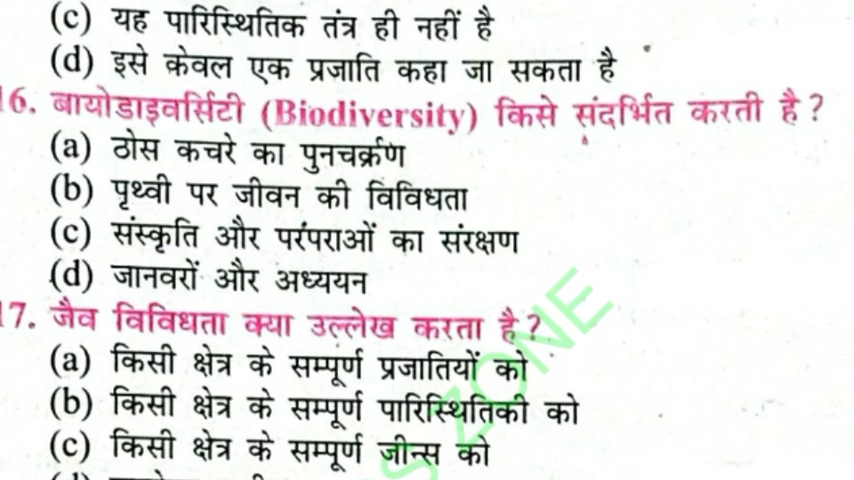 (c) यह पारिस्थितिक तंत्र ही नहीं है
(d) इसे केवल एक प्रजाति कहा जा सकता है
16. बायोडाइवर्सिटी (Biodiversity) किसे संदर्भित करती है ?
(a) ठोस कचरे का पुनचर्क्रण
(b) पृथ्वी पर जीवन की विविधता
(c) संस्कृति और परंपराओं का संरक्षण
(d) जानवरों और अध्ययन
17. जैव विविधता क्या उल्लेख करता है ?
(a) किसी क्षेत्र के सम्पूर्ण प्रजातियों को
(b) किसी क्षेत्र के सम्पूर्ण पारिस्थितिकी को
(c) किसी क्षेत्र के सम्पूर्ण जीन्स को
S ZONE